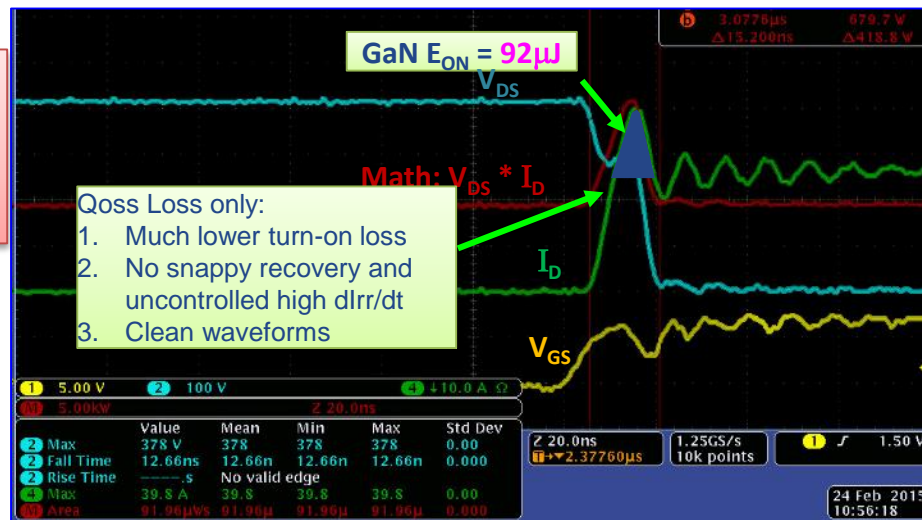 b 3.0776µs 679.7 W
Δ15.200ns Δ418.8 W
GaN EON = 92µJ
VDS
Math: VDS * ID
Qoss Loss only:
1. Much lower turn-on loss
2. No snappy recovery and
uncontrolled high dIrr/dt
3. Clean waveforms
ID
VGS
1 5.00 V 2 100 V 4 ↓10.0 A Ω
M 5.00kW Z 20.0ns
Value Mean Min Max Std Dev
2 Max 378 V 378 378 378 0.00
2 Fall Time 12.66ns 12.66n 12.66n 12.66n 0.000
2 Rise Time ----.s No valid edge
4 Max 39.8 A 39.8 39.8 39.8 0.00
M Area 91.96µWs 91.96µ 91.96µ 91.96µ 0.000
Z 20.0ns
T→▼2.37760µs
1.25GS/s
10k points
1 ∫ 1.50 V
24 Feb 2015
10:56:18